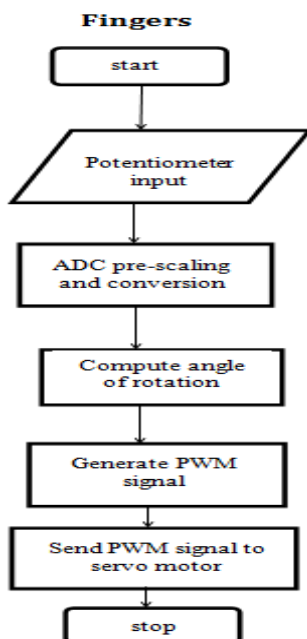 Fingers
start
Potentiometer
input
ADC pre-scaling
and conversion
Compute angle
of rotation
Generate PWM
signal
Send PWM signal to
servo motor
stop